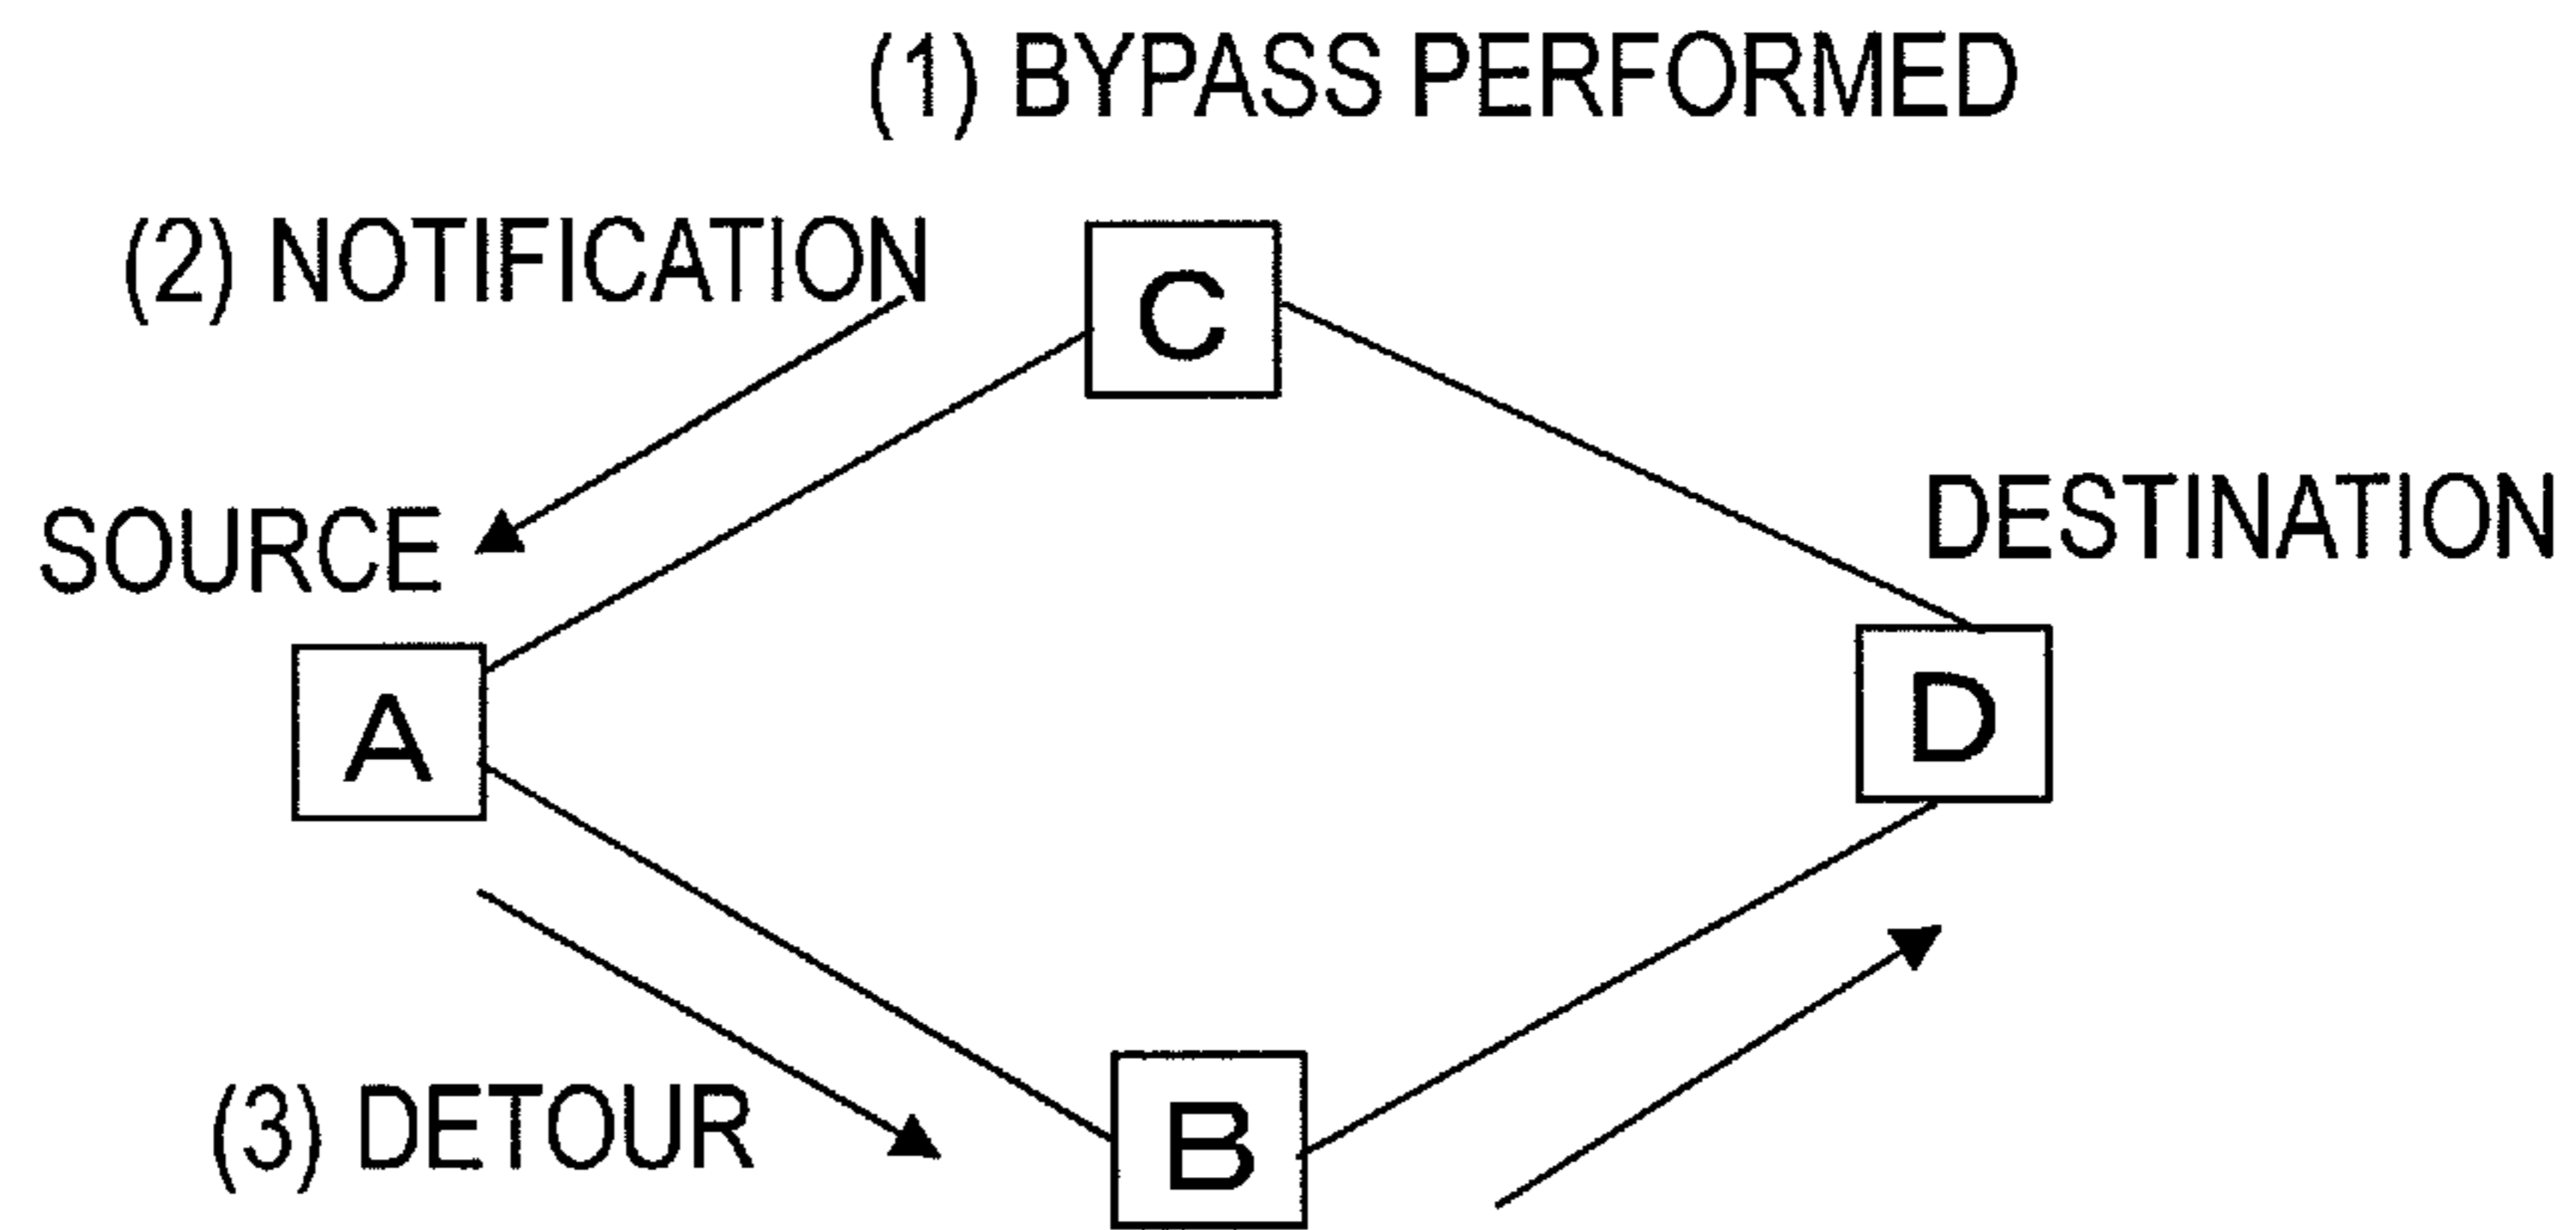 (1) BYPASS PERFORMED
(2) NOTIFICATION
C
SOURCE
DESTINATION
A
D
(3) DETOUR
B